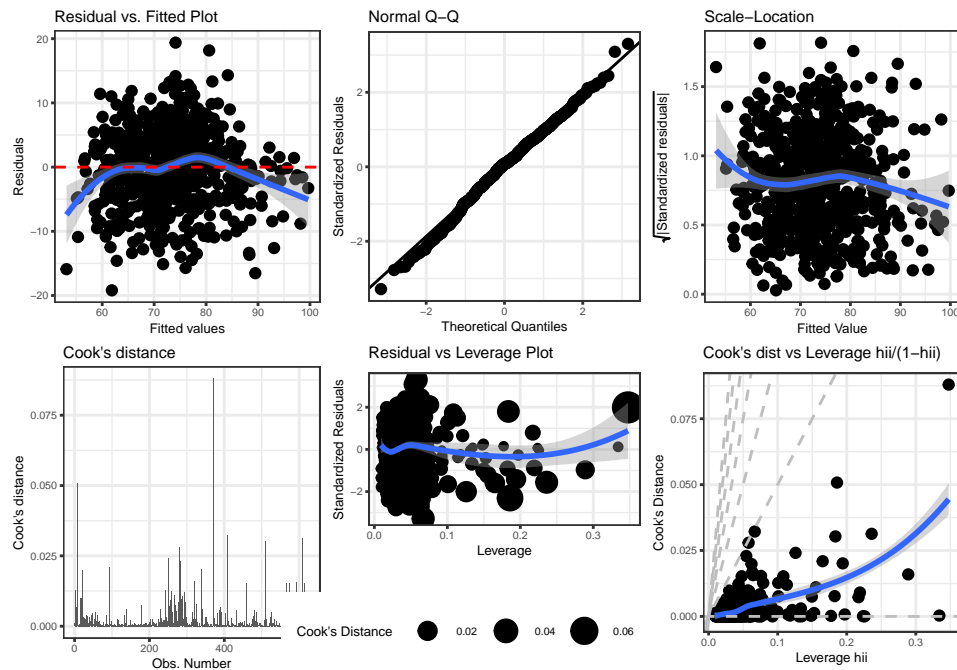 Residual vs. Fitted Plot
20
10
0
−10
−20
60
70
80
90
100
Residuals
Fitted values
Normal Q−Q
2
0
−2
−2
0
2
Standardized Residuals
Theoretical Quantiles
Scale−Location
1.5
1.0
0.5
0.0
60
70
80
90
100
√|Standardized residuals|
Fitted Value
Cook's distance
0.075
0.050
0.025
0.000
0
200
400
Cook's distance
Obs. Number
Residual vs Leverage Plot
2
0
−2
0.0
0.1
0.2
0.3
Standardized Residuals
Leverage
Cook's Distance
0.02
0.04
0.06
Cook's dist vs Leverage hii/(1−hii)
0.075
0.050
0.025
0.000
0.0
0.1
0.2
0.3
Cook's Distance
Leverage hii